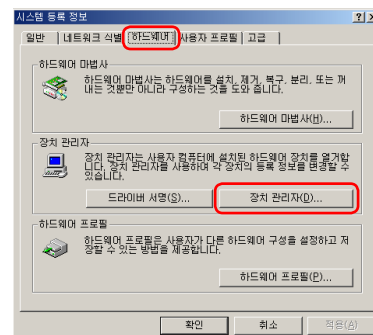 시스템 등록 정보
일반 네트워크 식별 하드웨어 사용자 프로필 고급
하드웨어 마법사
하드웨어 마법사는 하드웨어를 설치, 제거, 복구, 분리, 또는 꺼
내는 것뿐만 아니라 구성하는 것을 도와 줍니다.
하드웨어 마법사(H)...
장치 관리자
장치 관리자는 사용자 컴퓨터에 설치된 하드웨어 장치를 열거합
니다. 장치 관리자를 사용하여 각 장치의 등록 정보를 변경할 수
있습니다.
드라이버 서명(S)... 장치 관리자(D)...
하드웨어 프로필
하드웨어 프로필은 사용자가 다른 하드웨어 구성을 설정하고 저
장할 수 있는 방법을 제공합니다.
하드웨어 프로필(P)...
확인 취소 적용(A)